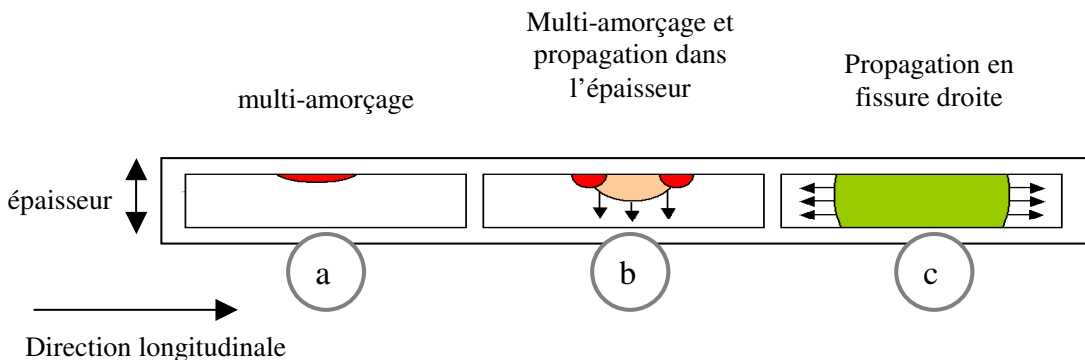 multi-amorçage
Multi-amorçage et
propagation dans
l'épaisseur
Propagation en
fissure droite
épaisseur
a
b
c
Direction longitudinale